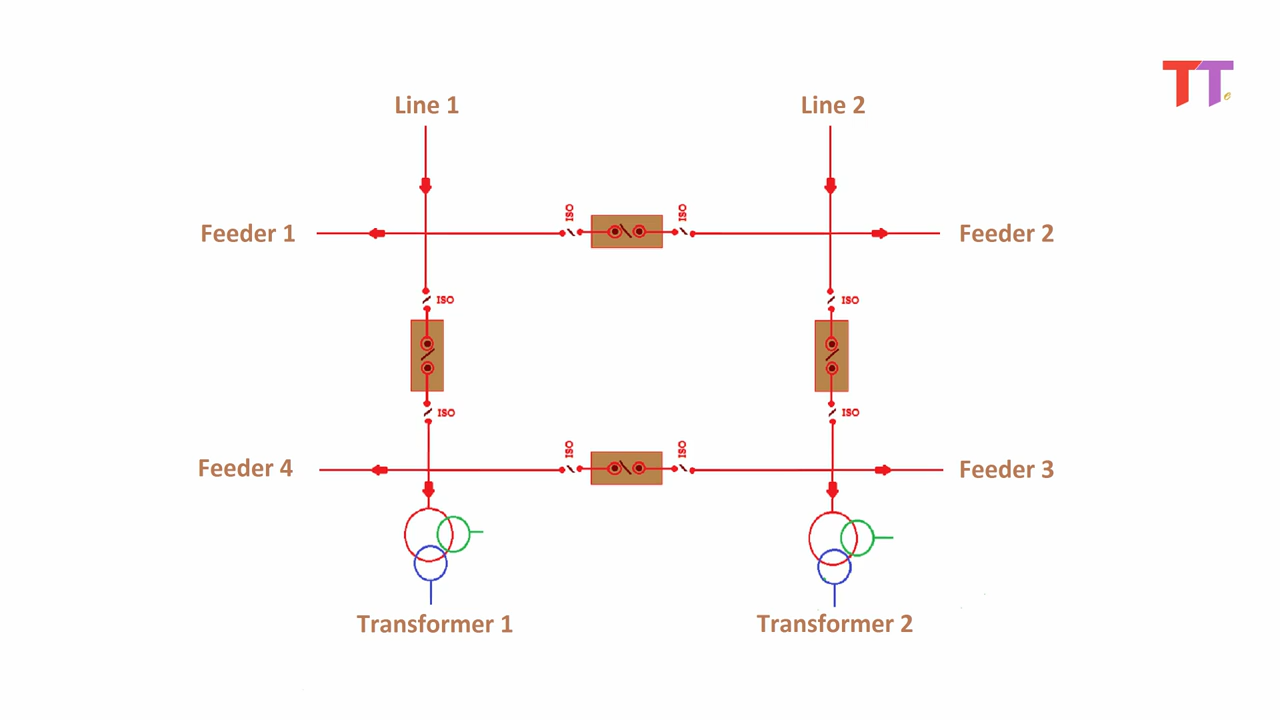 Line 1
Line 2
TT.
ISO
ISO
Feeder 1
Feeder 2
ISO
ISO
ISO
ISO
ISO
ISO
Feeder 4
Feeder 3
Transformer 1
Transformer 2